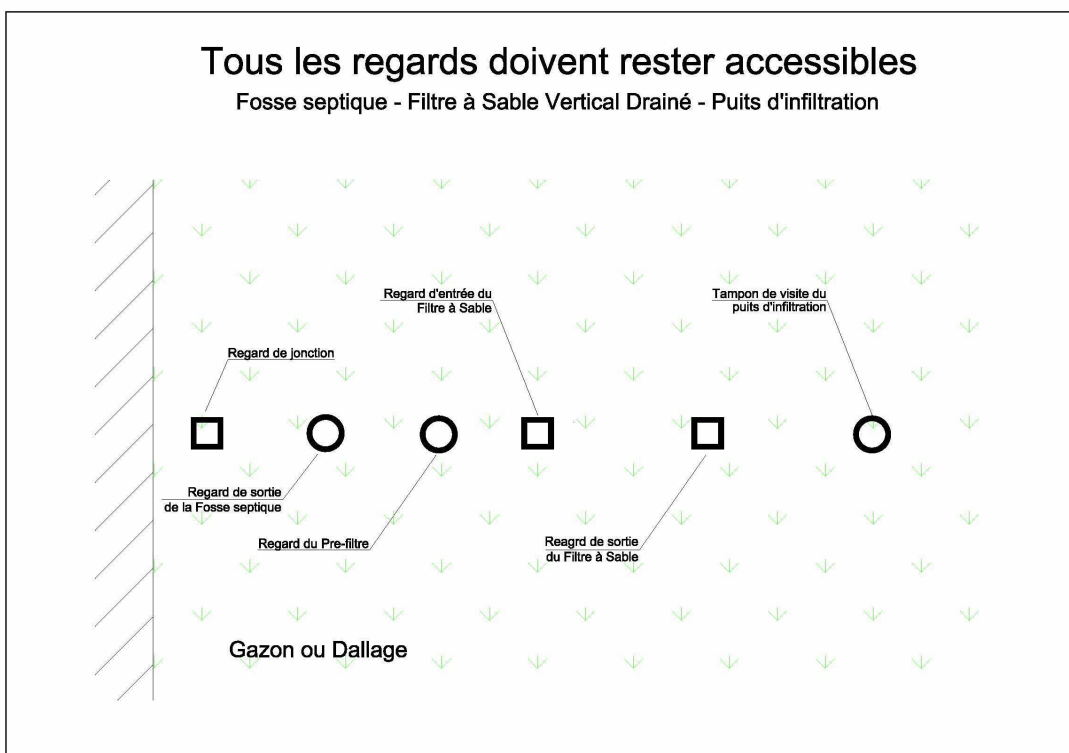 Tous les regards doivent rester accessibles
Fosse septique - Filtre à Sable Vertical Drainé - Puits d'infiltration
Regard d'entrée du
Filtre à Sable
Tampon de visite du
puits d'infiltration
Regard de jonction
Regard de sortie
de la Fosse septique
Regard du Pre-filtre
Reagrd de sortie
du Filtre à Sable
Gazon ou Dallage